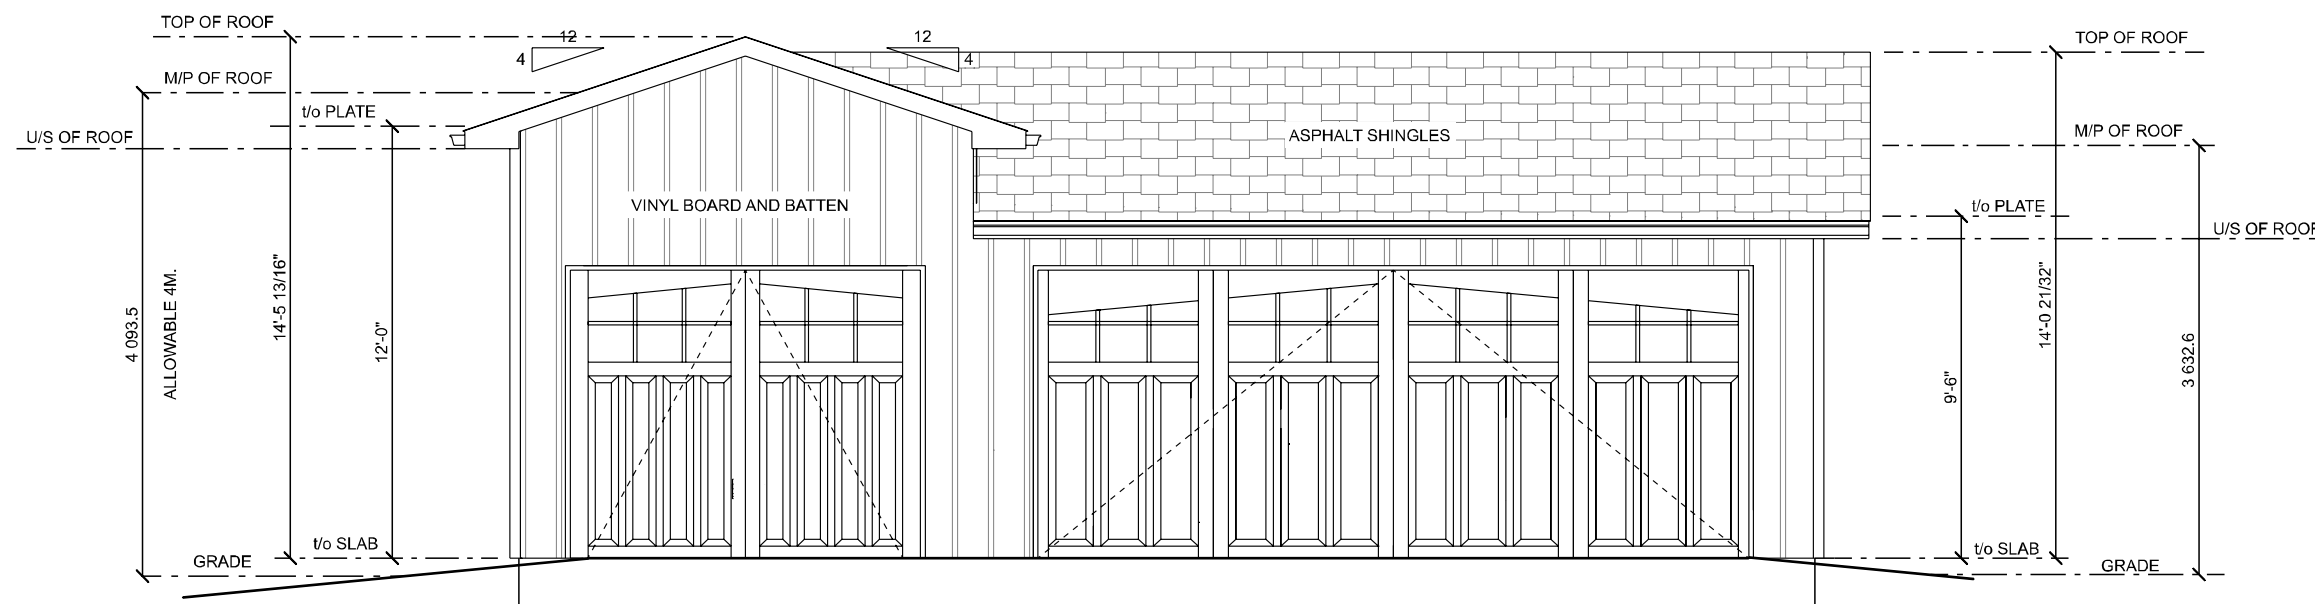 TOP OF ROOF
M/P OF ROOF
t/o PLATE
U/S OF ROOF
12
4
12
4
TOP OF ROOF
M/P OF ROOF
t/o PLATE
U/S OF ROOF
ASPHALT SHINGLES
VINYL BOARD AND BATTEN
4 093.5
ALLOWABLE 4M.
14'-5 13/16"
12'-0"
9'-6"
14'-0 21/32"
3 632.6
t/o SLAB
GRADE
t/o SLAB
GRADE